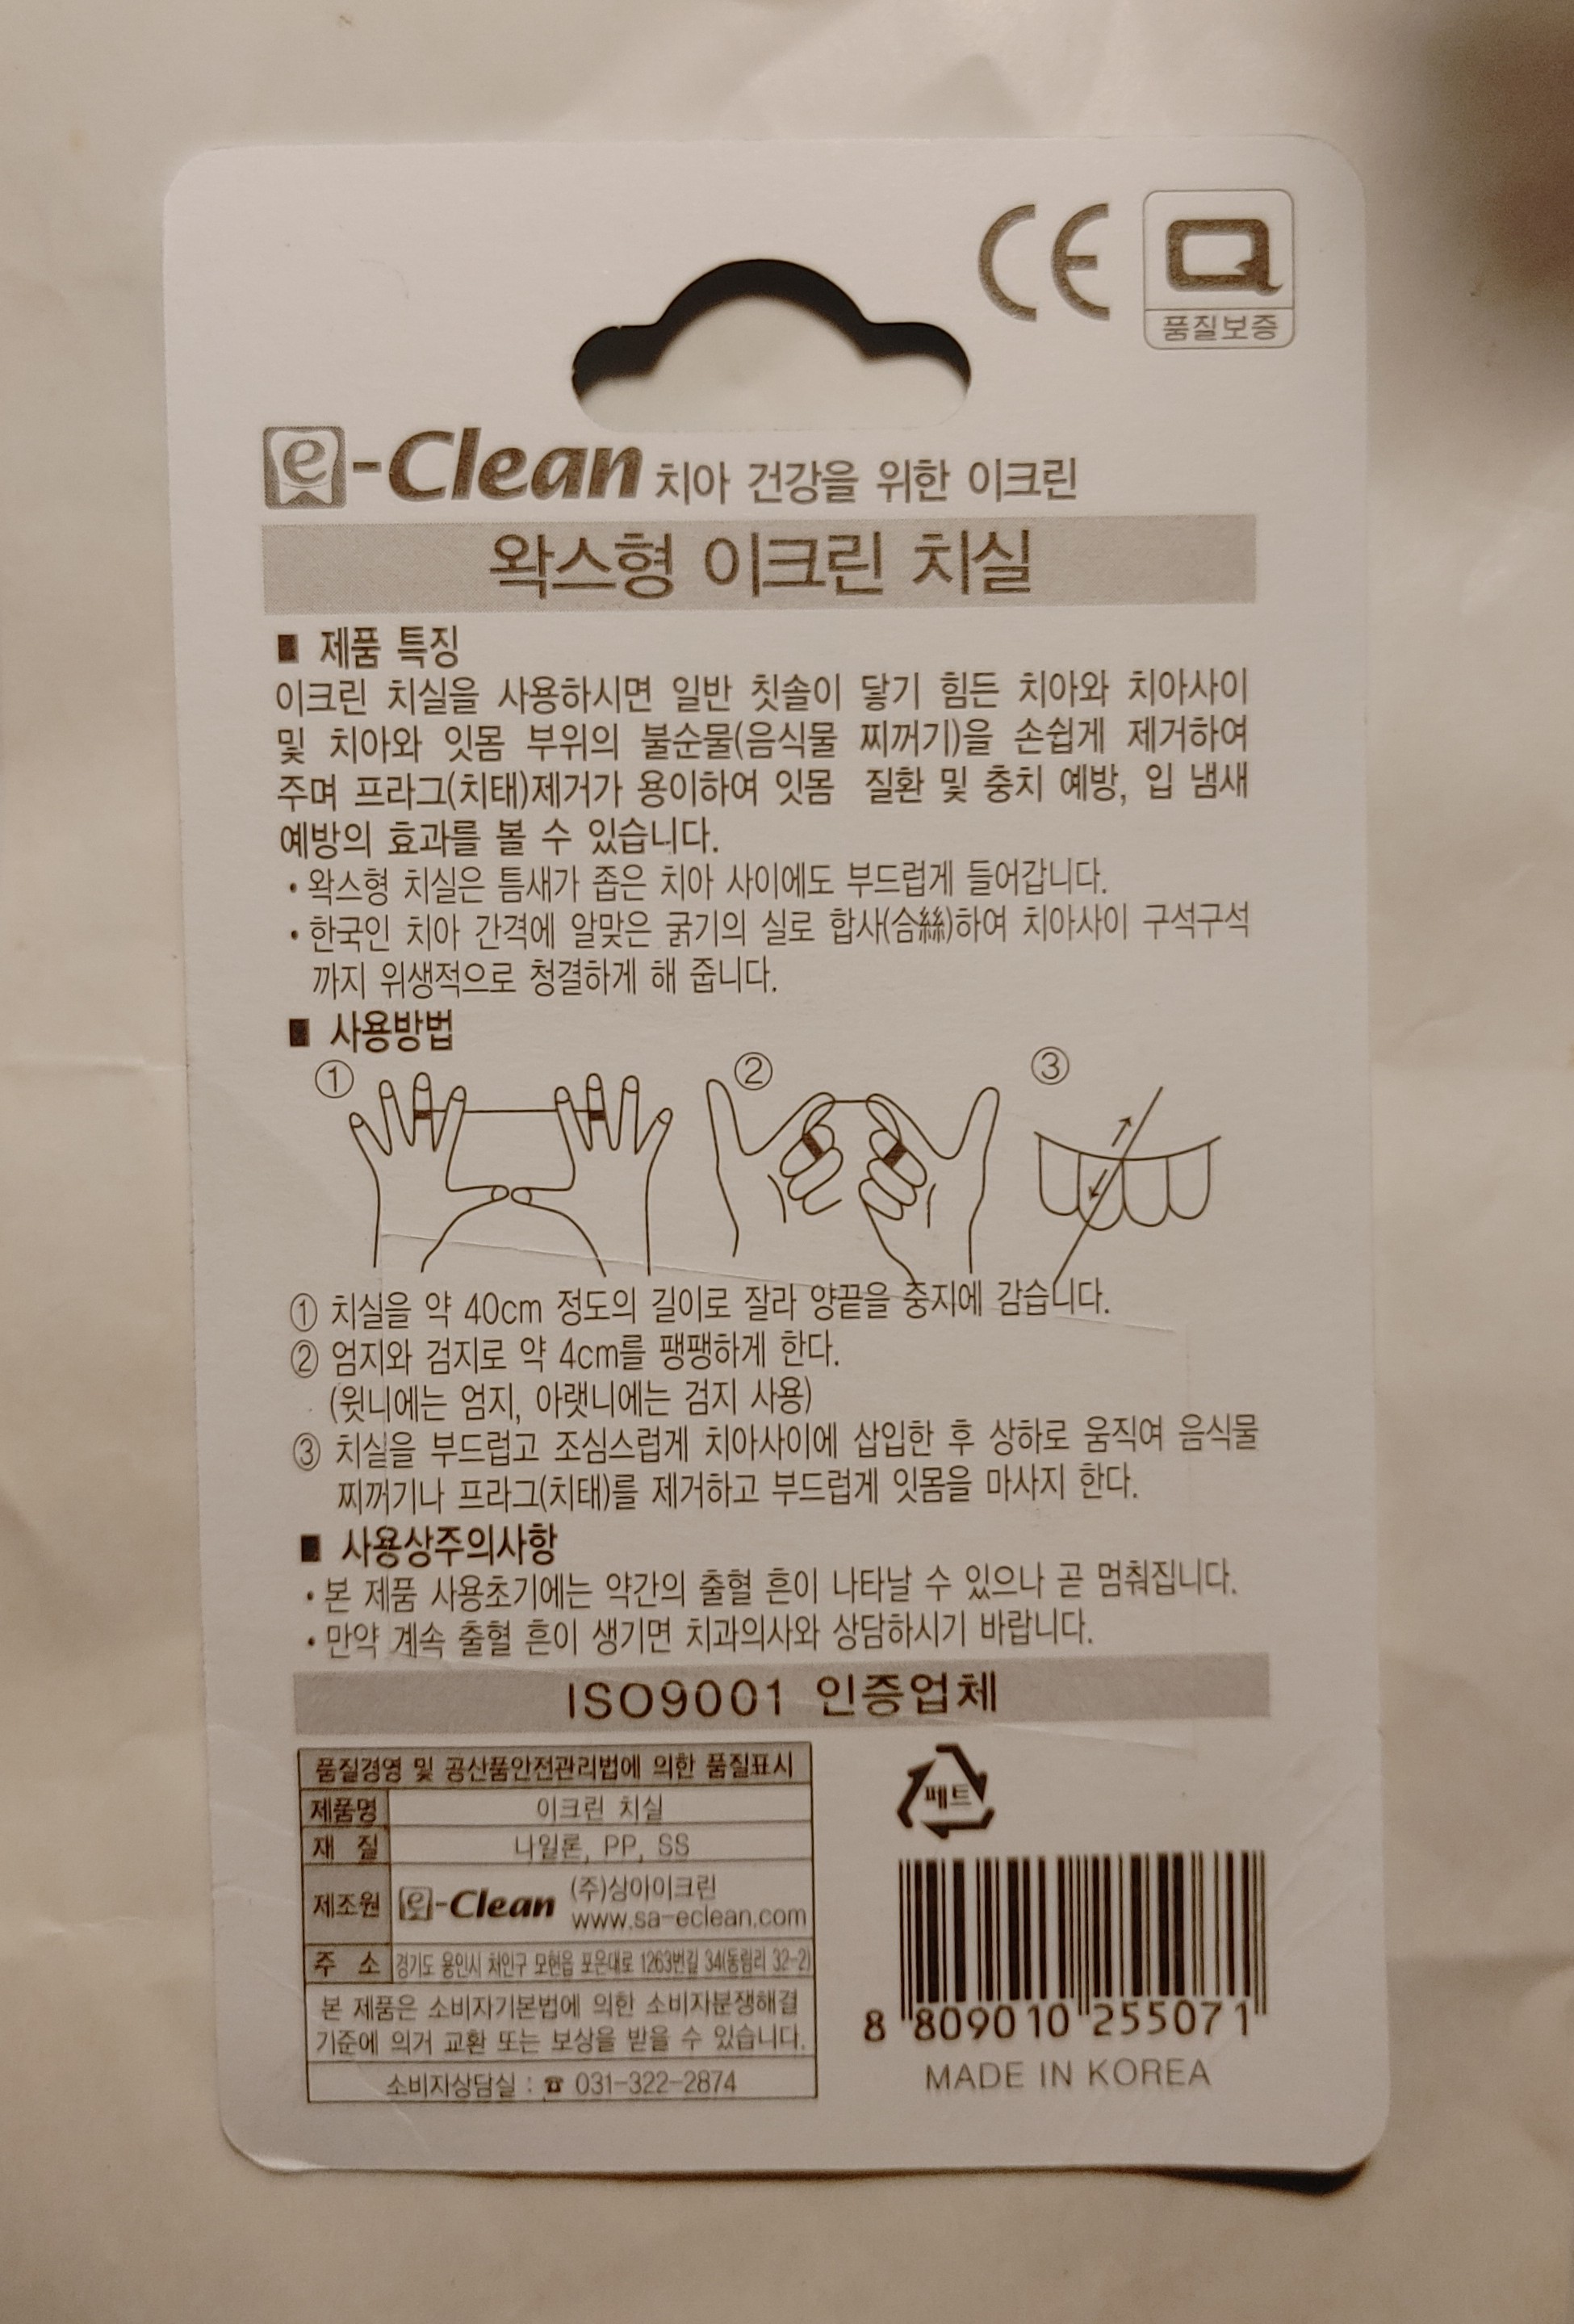 CE
Q
품질보증
e-Clean 치아 건강을 위한 이크린
왁스형 이크린 치실
■ 제품 특징
이크린 치실을 사용하시면 일반 칫솔이 닿기 힘든 치아와 치아사이
및 치아와 잇몸 부위의 불순물(음식물 찌꺼기)을 손쉽게 제거하여
주며 프라그(치태)제거가 용이하여 잇몸 질환 및 충치 예방, 입 냄새
예방의 효과를 볼 수 있습니다.
• 왁스형 치실은 틈새가 좁은 치아 사이에도 부드럽게 들어갑니다.
• 한국인 치아 간격에 알맞은 굵기의 실로 합사(合絲)하여 치아사이 구석구석
까지 위생적으로 청결하게 해 줍니다.
■ 사용방법
① ② ③
① 치실을 약 40cm 정도의 길이로 잘라 양끝을 중지에 감습니다.
② 엄지와 검지로 약 4cm를 팽팽하게 한다.
(윗니에는 엄지, 아랫니에는 검지 사용)
③ 치실을 부드럽고 조심스럽게 치아사이에 삽입한 후 상하로 움직여 음식물
찌꺼기나 프라그(치태)를 제거하고 부드럽게 잇몸을 마사지 한다.
■ 사용상주의사항
• 본 제품 사용초기에는 약간의 출혈 흔이 나타날 수 있으나 곧 멈춰집니다.
• 만약 계속 출혈 흔이 생기면 치과의사와 상담하시기 바랍니다.
ISO9001 인증업체
품질경영 및 공산품안전관리법에 의한 품질표시
제품명 이크린 치실
재 질 나일론, PP, SS
제조원 e-Clean (주)상아이크린
www.sa-eclean.com
주 소 경기도 용인시 처인구 모현읍 포은대로 1263번길 34(동림리 32-2)
본 제품은 소비자기본법에 의한 소비자분쟁해결
기준에 의거 교환 또는 보상을 받을 수 있습니다.
소비자상담실 : ☎ 031-322-2874
페트
8 809010 255071
MADE IN KOREA